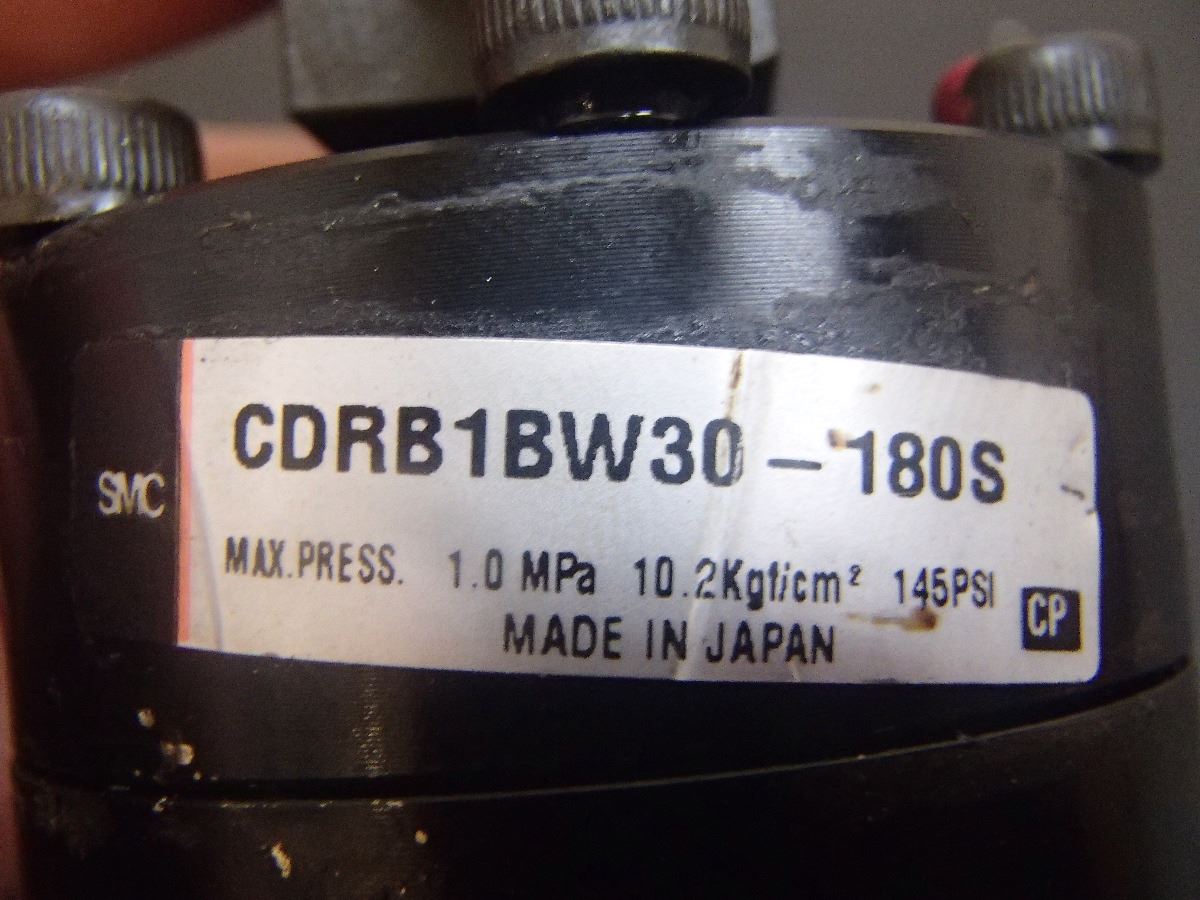 CDRB1BW30-180S
SMC
MAX.PRESS. 1.0 MPa 10.2Kgf/cm² 145PSI
CP
MADE IN JAPAN